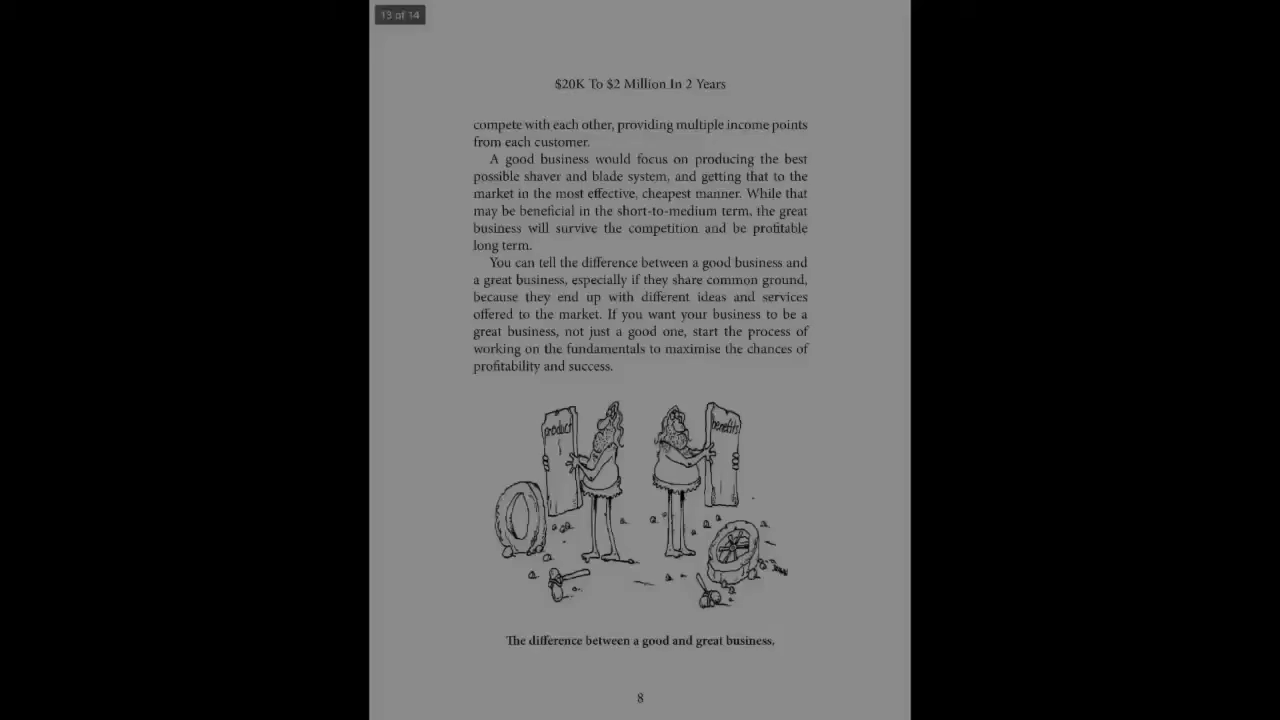 13 of 14
$20K To $2 Million In 2 Years
compete with each other, providing multiple income points
from each customer.
A good business would focus on producing the best
possible shaver and blade system, and getting that to the
market in the most effective, cheapest manner. While that
may be beneficial in the short-to-medium term, the great
business will survive the competition and be profitable
long term.
You can tell the difference between a good business and
a great business, especially if they share common ground,
because they end up with different ideas and services
offered to the market. If you want your business to be a
great business, not just a good one, start the process of
working on the fundamentals to maximise the chances of
profitability and success.
product
benefits
The difference between a good and great business.
8